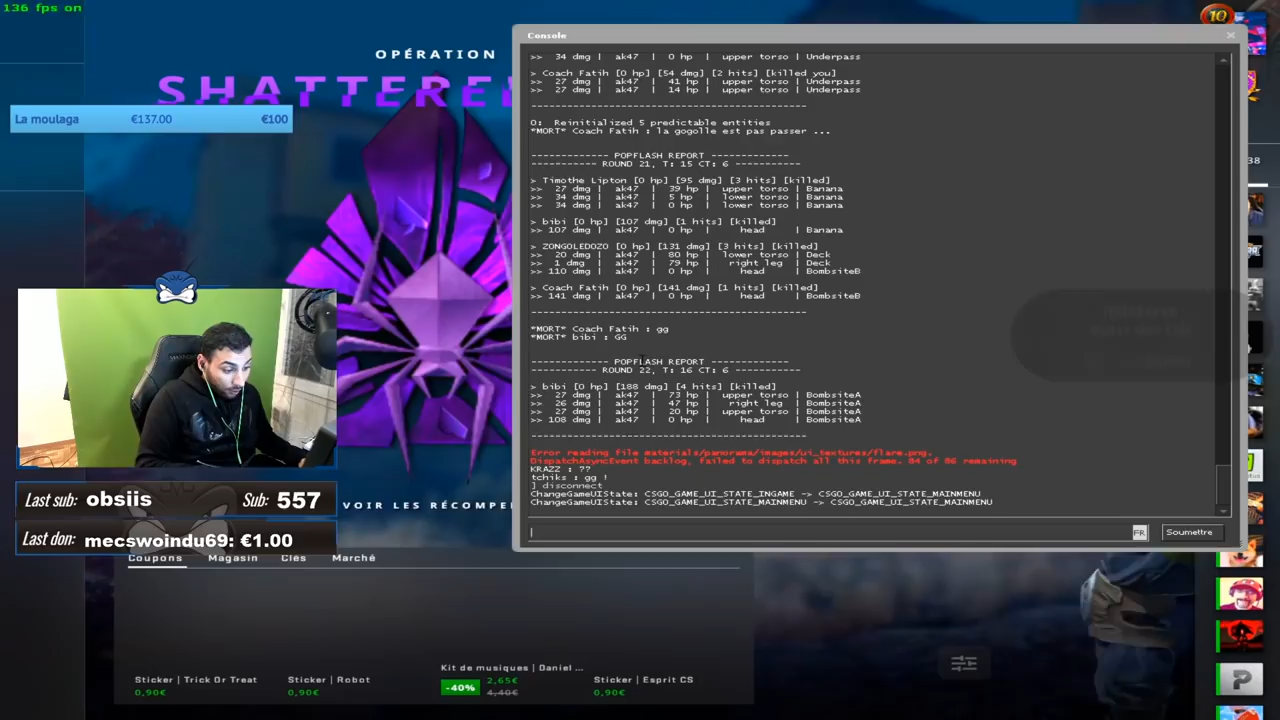 136 fps on
OPÉRATION
SHATTERE
La moulaga €137.00 €100
Console
>> 34 dmg | ak47 | 0 hp | upper torso | Underpass
> Coach Fatih [0 hp] [54 dmg] [2 hits] [killed you]
>> 27 dmg | ak47 | 41 hp | upper torso | Underpass
>> 27 dmg | ak47 | 14 hp | upper torso | Underpass
----------------------------------------------------
0: Reinitialized 5 predictable entities
*MORT* Coach Fatih : la gogolle est pas passer ...
------------- POPFLASH REPORT -------------
----------- ROUND 21, T: 15 CT: 6 -----------
> Timothe Lipton [0 hp] [95 dmg] [3 hits] [killed]
>> 27 dmg | ak47 | 39 hp | upper torso | Banana
>> 34 dmg | ak47 | 5 hp | lower torso | Banana
>> 34 dmg | ak47 | 0 hp | lower torso | Banana
> bibi [0 hp] [107 dmg] [1 hits] [killed]
>> 107 dmg | ak47 | 0 hp | head | Banana
> ZONGOLEDOZO [0 hp] [131 dmg] [3 hits] [killed]
>> 20 dmg | ak47 | 80 hp | lower torso | Deck
>> 1 dmg | ak47 | 79 hp | right leg | Deck
>> 110 dmg | ak47 | 0 hp | head | BombsiteB
> Coach Fatih [0 hp] [141 dmg] [1 hits] [killed]
>> 141 dmg | ak47 | 0 hp | head | BombsiteB
----------------------------------------------------
*MORT* Coach Fatih : gg
*MORT* bibi : GG
------------- POPFLASH REPORT -------------
----------- ROUND 22, T: 16 CT: 6 -----------
> bibi [0 hp] [188 dmg] [4 hits] [killed]
>> 27 dmg | ak47 | 73 hp | upper torso | BombsiteA
>> 26 dmg | ak47 | 47 hp | right leg | BombsiteA
>> 27 dmg | ak47 | 20 hp | upper torso | BombsiteA
>> 108 dmg | ak47 | 0 hp | head | BombsiteA
----------------------------------------------------
Error reading file materials/panorama/images/ui_textures/flare.png.
DispatchAsyncEvent backlog, failed to dispatch all this frame. 84 of 86 remaining
KRAZZ : ??
tchiks : gg !
] disconnect
ChangeGameUIState: CSGO_GAME_UI_STATE_INGAME -> CSGO_GAME_UI_STATE_MAINMENU
ChangeGameUIState: CSGO_GAME_UI_STATE_MAINMENU -> CSGO_GAME_UI_STATE_MAINMENU
FR
Soumettre
10
38
Last sub: obsiis Sub: 557
Last don: mecswoindu69: €1.00
VOIR LES RÉCOMPE
Coupons Magasin Clés Marché
Sticker | Trick Or Treat
0,90€
Sticker | Robot
0,90€
Kit de musiques | Daniel ...
-40% 2,65€
4,40€
Sticker | Esprit CS
0,90€
P